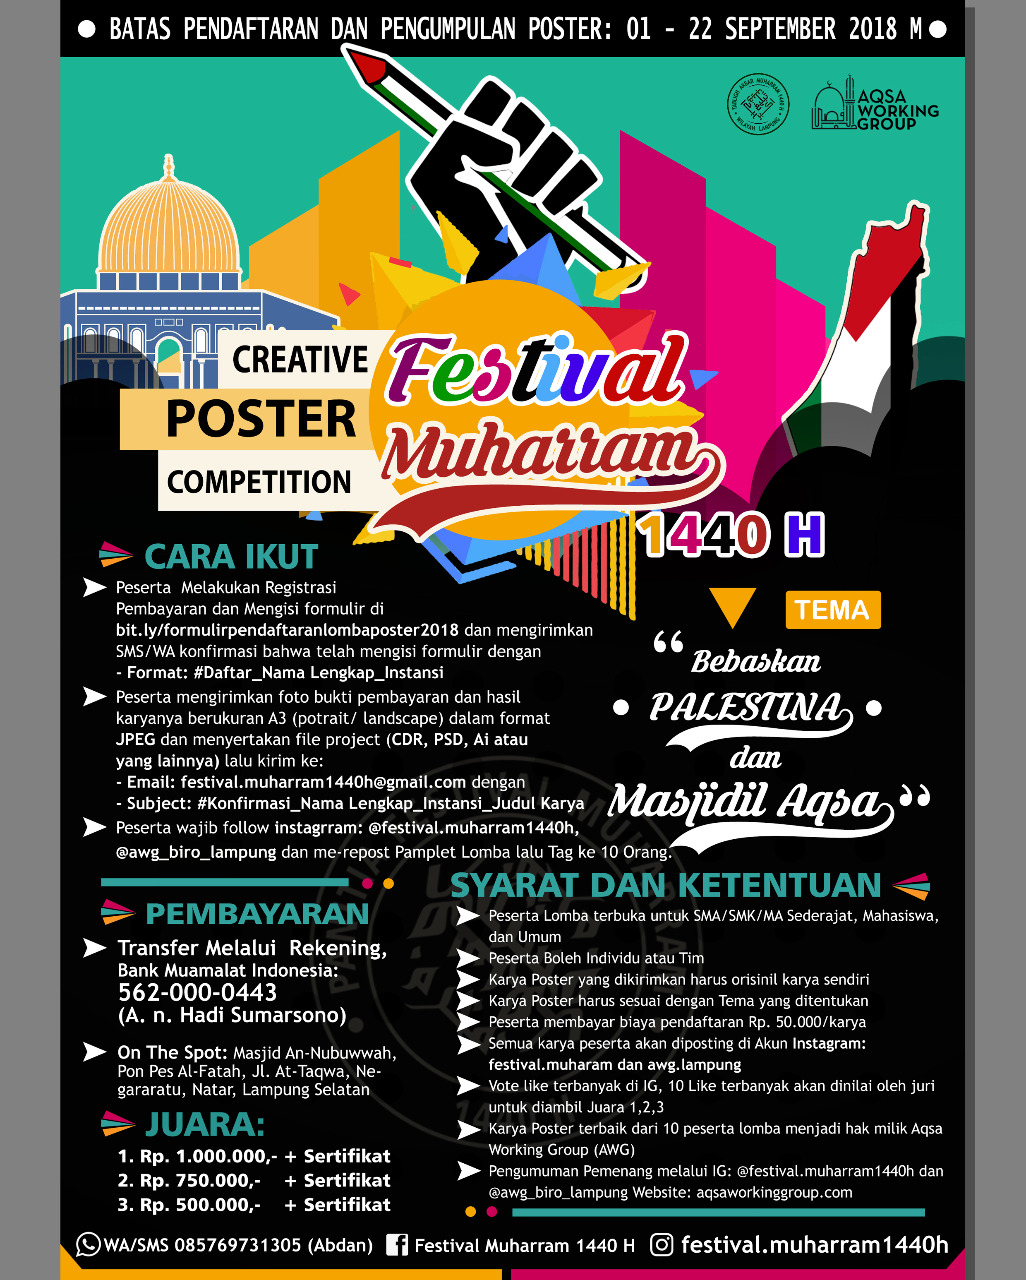 BATAS PENDAFTARAN DAN PENGUMPULAN POSTER: 01 - 22 SEPTEMBER 2018 M
TABLIGH AKBAR MUHARRAM 1440 H
WILAYAH LAMPUNG
AQSA
WORKING
GROUP
CREATIVE
POSTER
COMPETITION
Festival
Muharram
1440 H
CARA IKUT
Peserta Melakukan Registrasi
Pembayaran dan Mengisi formulir di
bit.ly/formulirpendaftaranlombaposter2018 dan mengirimkan
SMS/WA konfirmasi bahwa telah mengisi formulir dengan
- Format: #Daftar_Nama Lengkap_Instansi
Peserta mengirimkan foto bukti pembayaran dan hasil
karyanya berukuran A3 (potrait/ landscape) dalam format
JPEG dan menyertakan file project (CDR, PSD, Ai atau
yang lainnya) lalu kirim ke:
- Email: festival.muharram1440h@gmail.com dengan
- Subject: #Konfirmasi_Nama Lengkap_Instansi_Judul Karya
Peserta wajib follow instagrram: @festival.muharram1440h,
@awg_biro_lampung dan me-repost Pamplet Lomba lalu Tag ke 10 Orang.
TEMA
“Bebaskan
• PALESTINA •
dan
Masjidil Aqsa”
PEMBAYARAN
Transfer Melalui Rekening,
Bank Muamalat Indonesia:
562-000-0443
(A. n. Hadi Sumarsono)
On The Spot: Masjid An-Nubuwwah,
Pon Pes Al-Fatah, Jl. At-Taqwa, Ne-
gararatu, Natar, Lampung Selatan
JUARA:
1. Rp. 1.000.000,- + Sertifikat
2. Rp. 750.000,- + Sertifikat
3. Rp. 500.000,- + Sertifikat
SYARAT DAN KETENTUAN
Peserta Lomba terbuka untuk SMA/SMK/MA Sederajat, Mahasiswa,
dan Umum
Peserta Boleh Individu atau Tim
Karya Poster yang dikirimkan harus orisinil karya sendiri
Karya Poster harus sesuai dengan Tema yang ditentukan
Peserta membayar biaya pendaftaran Rp. 50.000/karya
Semua karya peserta akan diposting di Akun Instagram:
festival.muharam dan awg.lampung
Vote like terbanyak di IG, 10 Like terbanyak akan dinilai oleh juri
untuk diambil Juara 1,2,3
Karya Poster terbaik dari 10 peserta lomba menjadi hak milik Aqsa
Working Group (AWG)
Pengumuman Pemenang melalui IG: @festival.muharram1440h dan
@awg_biro_lampung Website: aqsaworkinggroup.com
PANITIA FESTIVAL MUHARRAM
1440 H
WA/SMS 085769731305 (Abdan)
Festival Muharram 1440 H
festival.muharram1440h